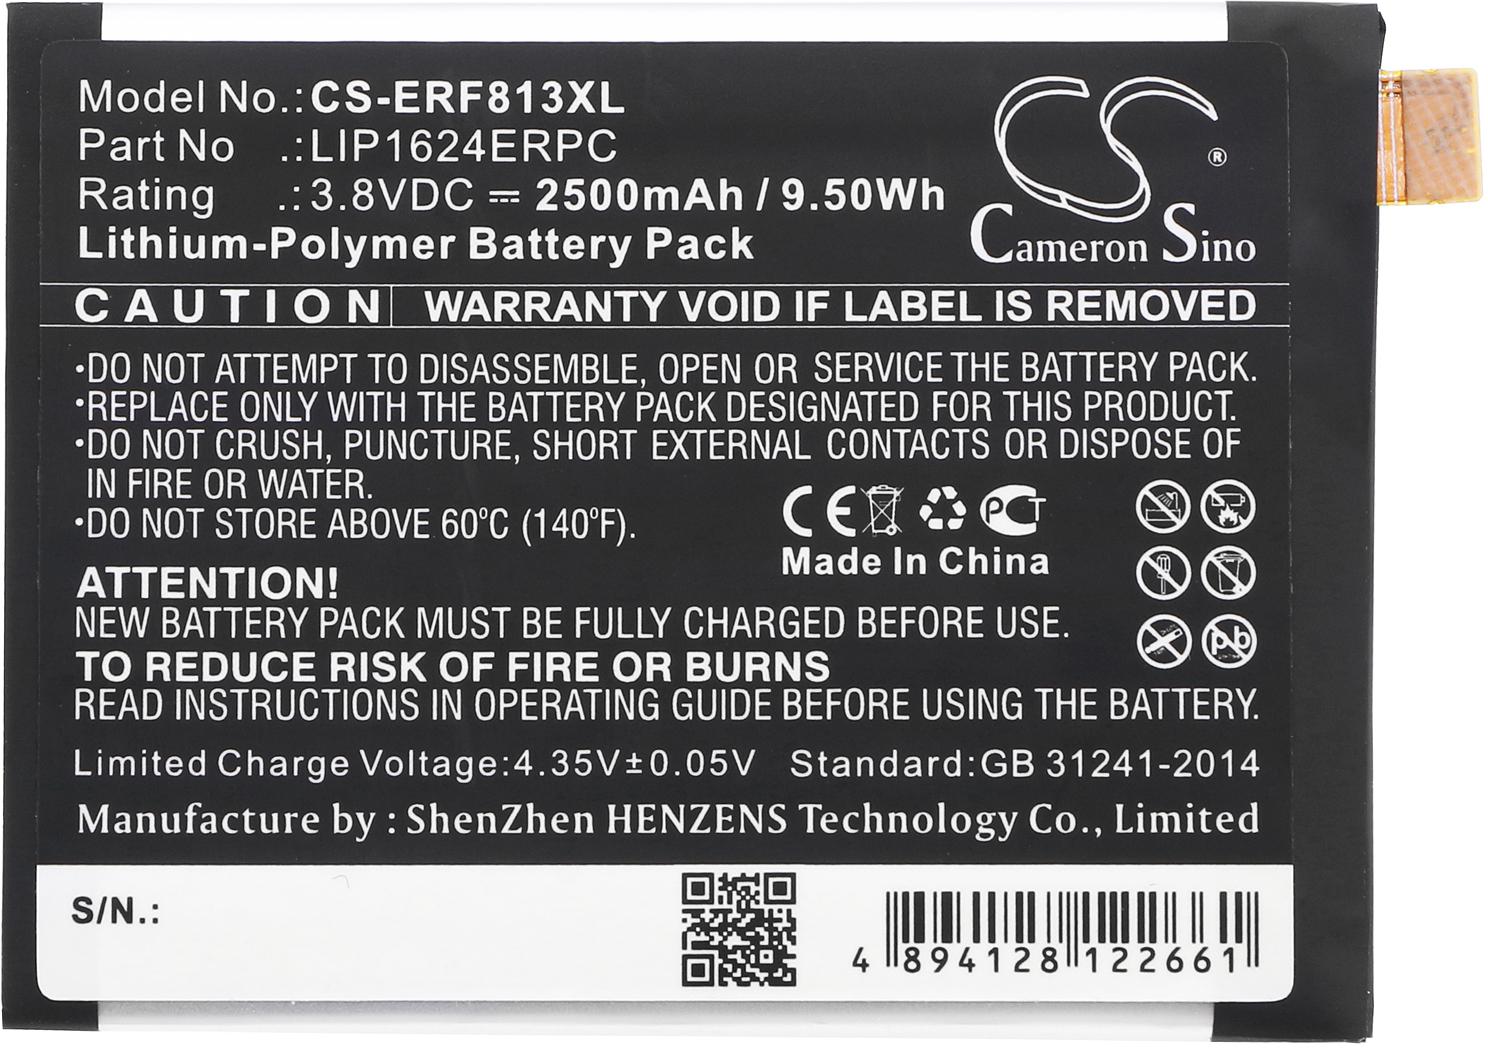 Model No.:CS-ERF813XL
Part No .:LIP1624ERPC
Rating .:3.8VDC ⎓ 2500mAh / 9.50Wh
Lithium-Polymer Battery Pack
CS ®
Cameron Sino
CAUTION WARRANTY VOID IF LABEL IS REMOVED
•DO NOT ATTEMPT TO DISASSEMBLE, OPEN OR SERVICE THE BATTERY PACK.
•REPLACE ONLY WITH THE BATTERY PACK DESIGNATED FOR THIS PRODUCT.
•DO NOT CRUSH, PUNCTURE, SHORT EXTERNAL CONTACTS OR DISPOSE OF
IN FIRE OR WATER.
•DO NOT STORE ABOVE 60°C (140°F).
CE PCT
Made In China
ATTENTION!
NEW BATTERY PACK MUST BE FULLY CHARGED BEFORE USE.
Pb
TO REDUCE RISK OF FIRE OR BURNS
READ INSTRUCTIONS IN OPERATING GUIDE BEFORE USING THE BATTERY.
Limited Charge Voltage:4.35V±0.05V Standard:GB 31241-2014
Manufacture by : ShenZhen HENZENS Technology Co., Limited
S/N.:
4 894128 122661